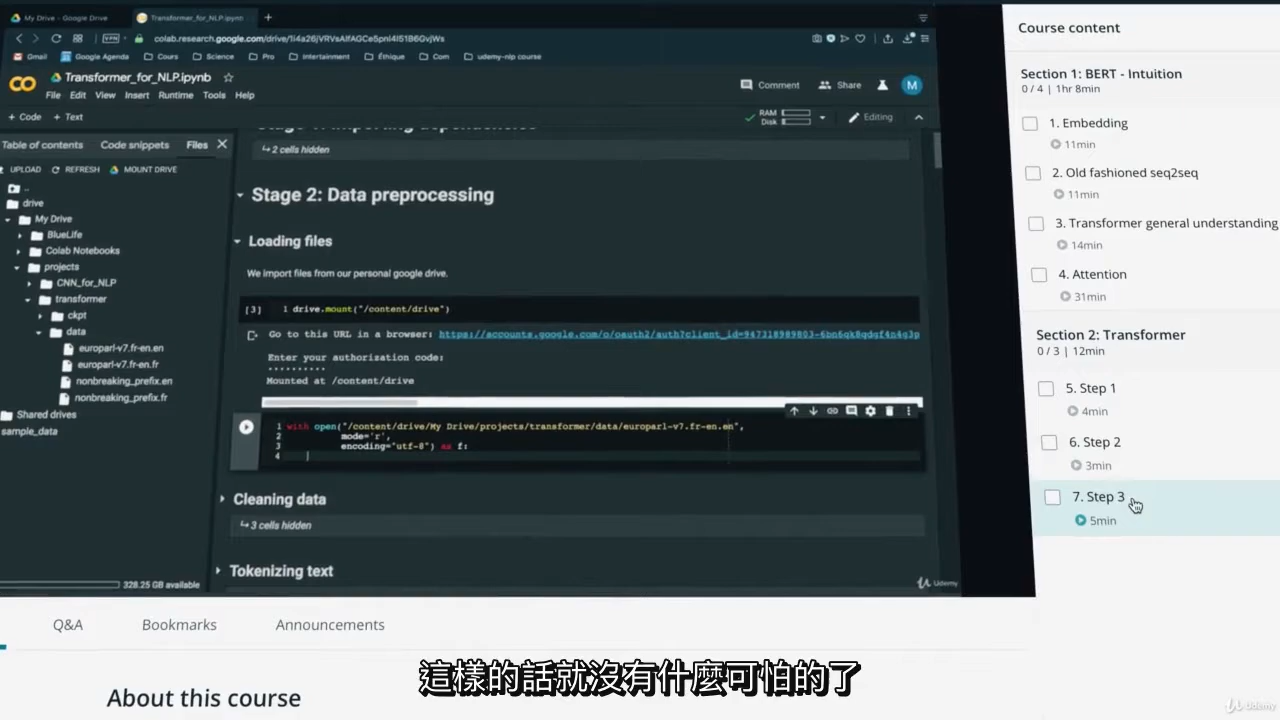 My Drive - Google Drive
Transformer_for_NLP.ipynb
VPN
colab.research.google.com/drive/
Gmail
Google Agenda
Cours
Science
Pro
Intertainment
Éthique
Com
udemy-nlp course
Transformer_for_NLP.ipynb
Comment
Share
M
File Edit View Insert Runtime Tools Help
+ Code + Text
RAM
Disk
Editing
Table of contents Code snippets Files
UPLOAD REFRESH MOUNT DRIVE
..
drive
My Drive
BlueLife
Colab Notebooks
projects
CNN_for_NLP
transformer
ckpt
data
europarl-v7.fr-en.en
europarl-v7.fr-en.fr
nonbreaking_prefix.en
nonbreaking_prefix.fr
Shared drives
sample_data
328.25 GB available
2 cells hidden
Stage 2: Data preprocessing
Loading files
We import files from our personal google drive.
[3] 1 drive.mount("/content/drive")
Go to this URL in a browser: https://accounts.google.com/o/oauth2/auth?client_id=
Enter your authorization code:
··········
Mounted at /content/drive
1 with open("/content/drive/My Drive/projects/transformer/data/europarl-v7.fr-en.en",
2 mode='r',
3 encoding="utf-8") as f:
4
Cleaning data
3 cells hidden
Tokenizing text
Udemy
Course content
Section 1: BERT - Intuition
0 / 4 | 1hr 8min
1. Embedding
11min
2. Old fashioned seq2seq
11min
3. Transformer general understanding
14min
4. Attention
31min
Section 2: Transformer
0 / 3 | 12min
5. Step 1
4min
6. Step 2
3min
7. Step 3
5min
Q&A Bookmarks Announcements
About this course
這樣的話就沒有什麼可怕的了
Udemy